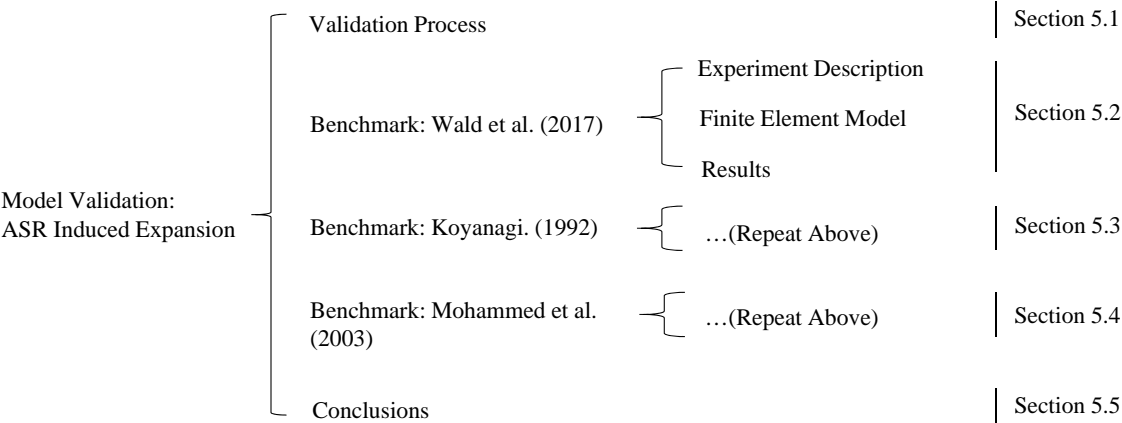 Validation Process
Section 5.1
Experiment Description
Benchmark: Wald et al. (2017)
Finite Element Model
Section 5.2
Results
Model Validation:
ASR Induced Expansion
Benchmark: Koyanagi. (1992)
…(Repeat Above)
Section 5.3
Benchmark: Mohammed et al.
(2003)
…(Repeat Above)
Section 5.4
Conclusions
Section 5.5